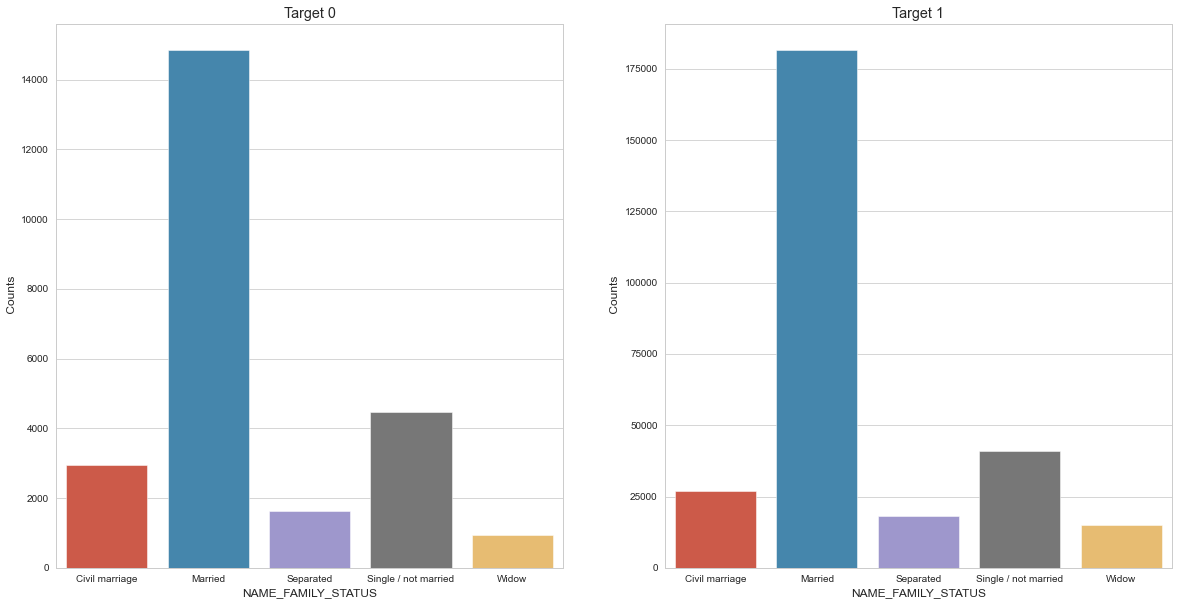 Target 0
14000
12000
10000
8000
6000
4000
2000
0
Counts
Civil marriage Married Separated Single / not married Widow
NAME_FAMILY_STATUS
Target 1
175000
150000
125000
100000
75000
50000
25000
0
Counts
Civil marriage Married Separated Single / not married Widow
NAME_FAMILY_STATUS